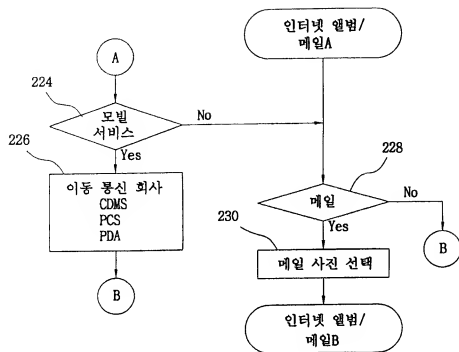 인터넷 앨범/
메일A
A
224
모빌
서비스
No
Yes
226
이동 통신 회사
CDMS
PCS
PDA
B
228
메일
No
Yes
B
230
메일 사진 선택
인터넷 앨범/
메일B